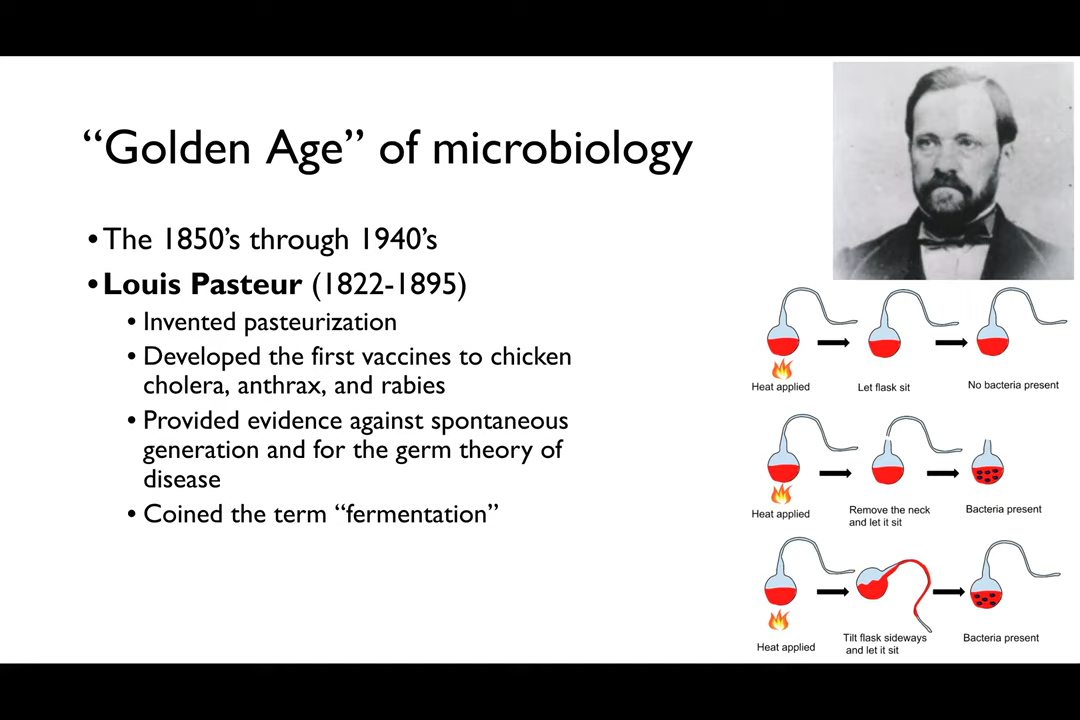 “Golden Age” of microbiology
•The 1850’s through 1940’s
•Louis Pasteur (1822-1895)
• Invented pasteurization
• Developed the first vaccines to chicken
cholera, anthrax, and rabies
• Provided evidence against spontaneous
generation and for the germ theory of
disease
• Coined the term “fermentation”
Heat applied
Let flask sit
No bacteria present
Heat applied
Remove the neck
and let it sit
Bacteria present
Heat applied
Tilt flask sideways
and let it sit
Bacteria present